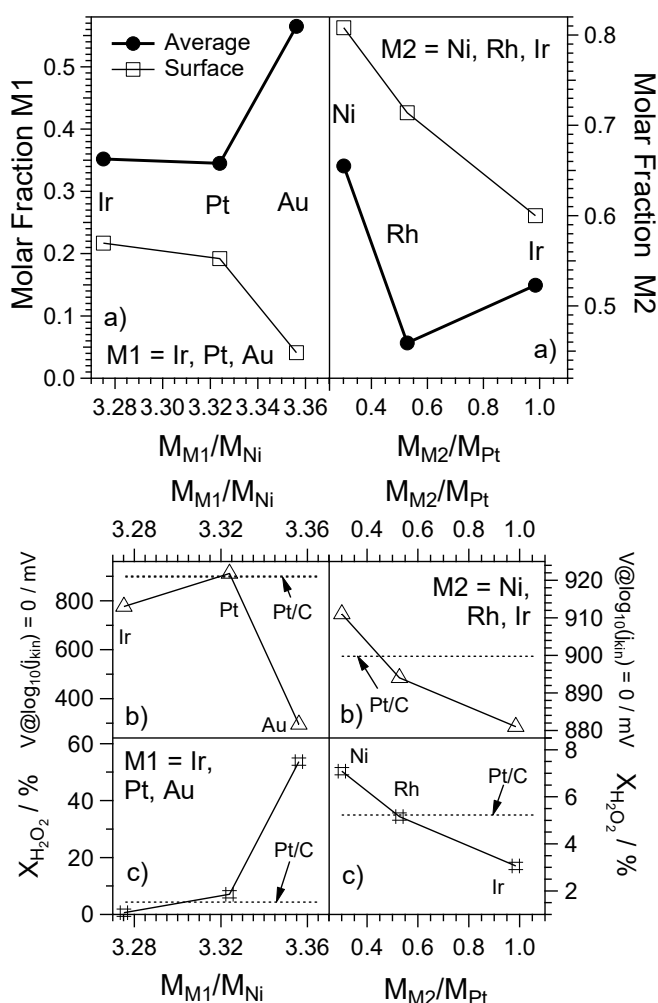 Average
Surface
M2 = Ni, Rh, Ir
Molar Fraction M1
0.5
0.4
0.3
0.2
0.1
0.0
Ir
Pt
Au
a)
M1 = Ir, Pt, Au
Ni
Rh
Ir
a)
0.8
0.7
0.6
0.5
Molar Fraction M2
3.28 3.30 3.32 3.34 3.36
0.4 0.6 0.8 1.0
M_M1/M_Ni
M_M2/M_Pt
M_M1/M_Ni
M_M2/M_Pt
3.28 3.32 3.36
0.4 0.6 0.8 1.0
V@log10(j_kin) = 0 / mV
800
600
400
Ir
Pt
Pt/C
Au
b)
M2 = Ni,
Rh, Ir
Pt/C
b)
920
910
900
890
880
V@log10(j_kin) = 0 / mV
X_H2O2 / %
60
40
20
0
M1 = Ir,
Pt, Au
Pt/C
c)
Ni
Rh
Pt/C
Ir
c)
8
6
4
2
X_H2O2 / %
3.28 3.32 3.36
0.4 0.6 0.8 1.0
M_M1/M_Ni
M_M2/M_Pt